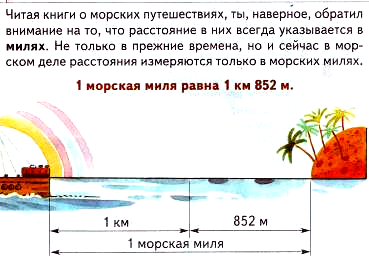 Читая книги о морских путешествиях, ты, наверное, обратил
внимание на то, что расстояние в них всегда указывается в
милях. Не только в прежние времена, но и сейчас в мор-
ском деле расстояния измеряются только в морских милях.
1 морская миля равна 1 км 852 м.
1 км
852 м
1 морская миля